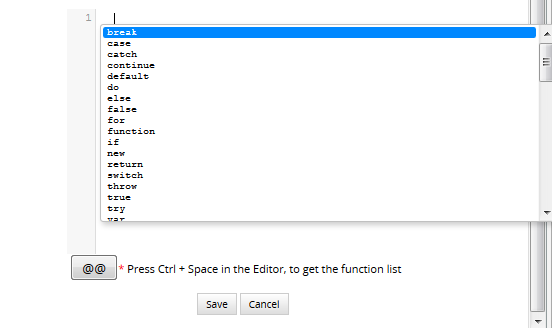 1
break
case
catch
continue
default
do
else
false
for
function
if
new
return
switch
throw
true
try
var
@@ * Press Ctrl + Space in the Editor, to get the function list
Save Cancel